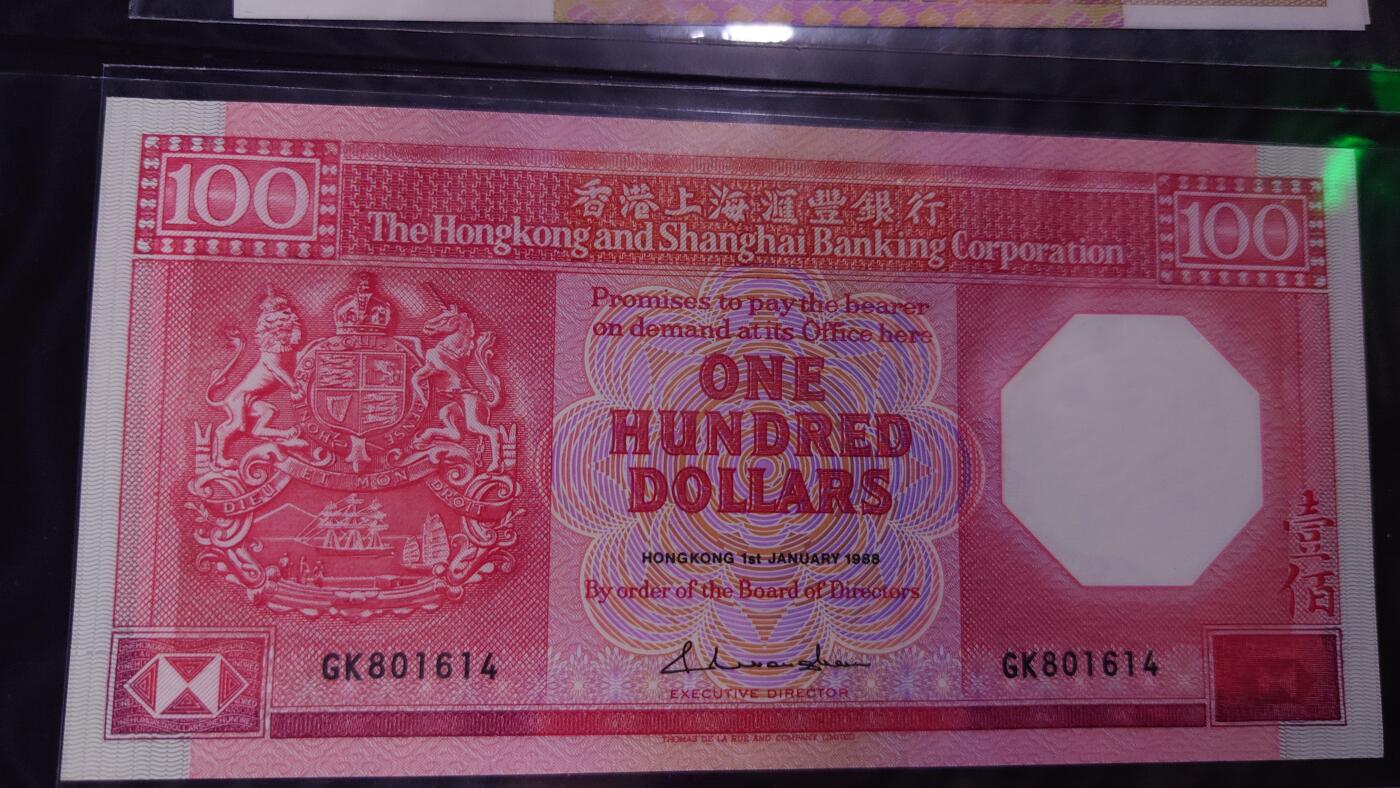 100
香港上海滙豐銀行
100
The Hongkong and Shanghai Banking Corporation
Promises to pay the bearer
on demand at its Office here
ONE
HUNDRED
DOLLARS
DIEU ET MON DROIT
HONGKONG 1st JANUARY 1988
By order of the Board of Directors
壹佰
GK801614
GK801614
EXECUTIVE DIRECTOR
THOMAS DE LA RUE AND COMPANY LIMITED